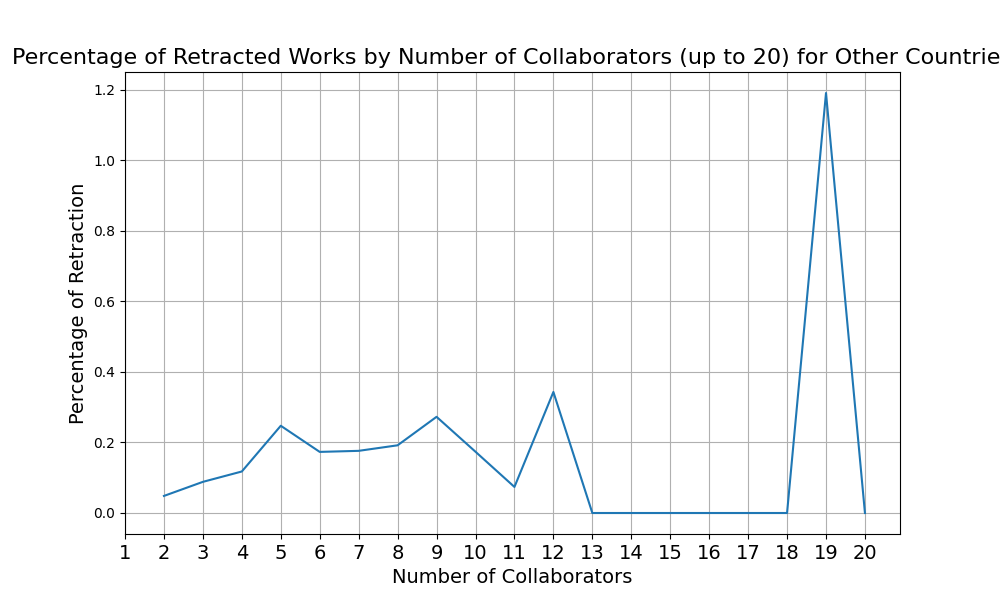 Percentage of Retracted Works by Number of Collaborators (up to 20) for Other Countrie
1.2
1.0
0.8
0.6
0.4
0.2
0.0
Percentage of Retraction
1 2 3 4 5 6 7 8 9 10 11 12 13 14 15 16 17 18 19 20
Number of Collaborators